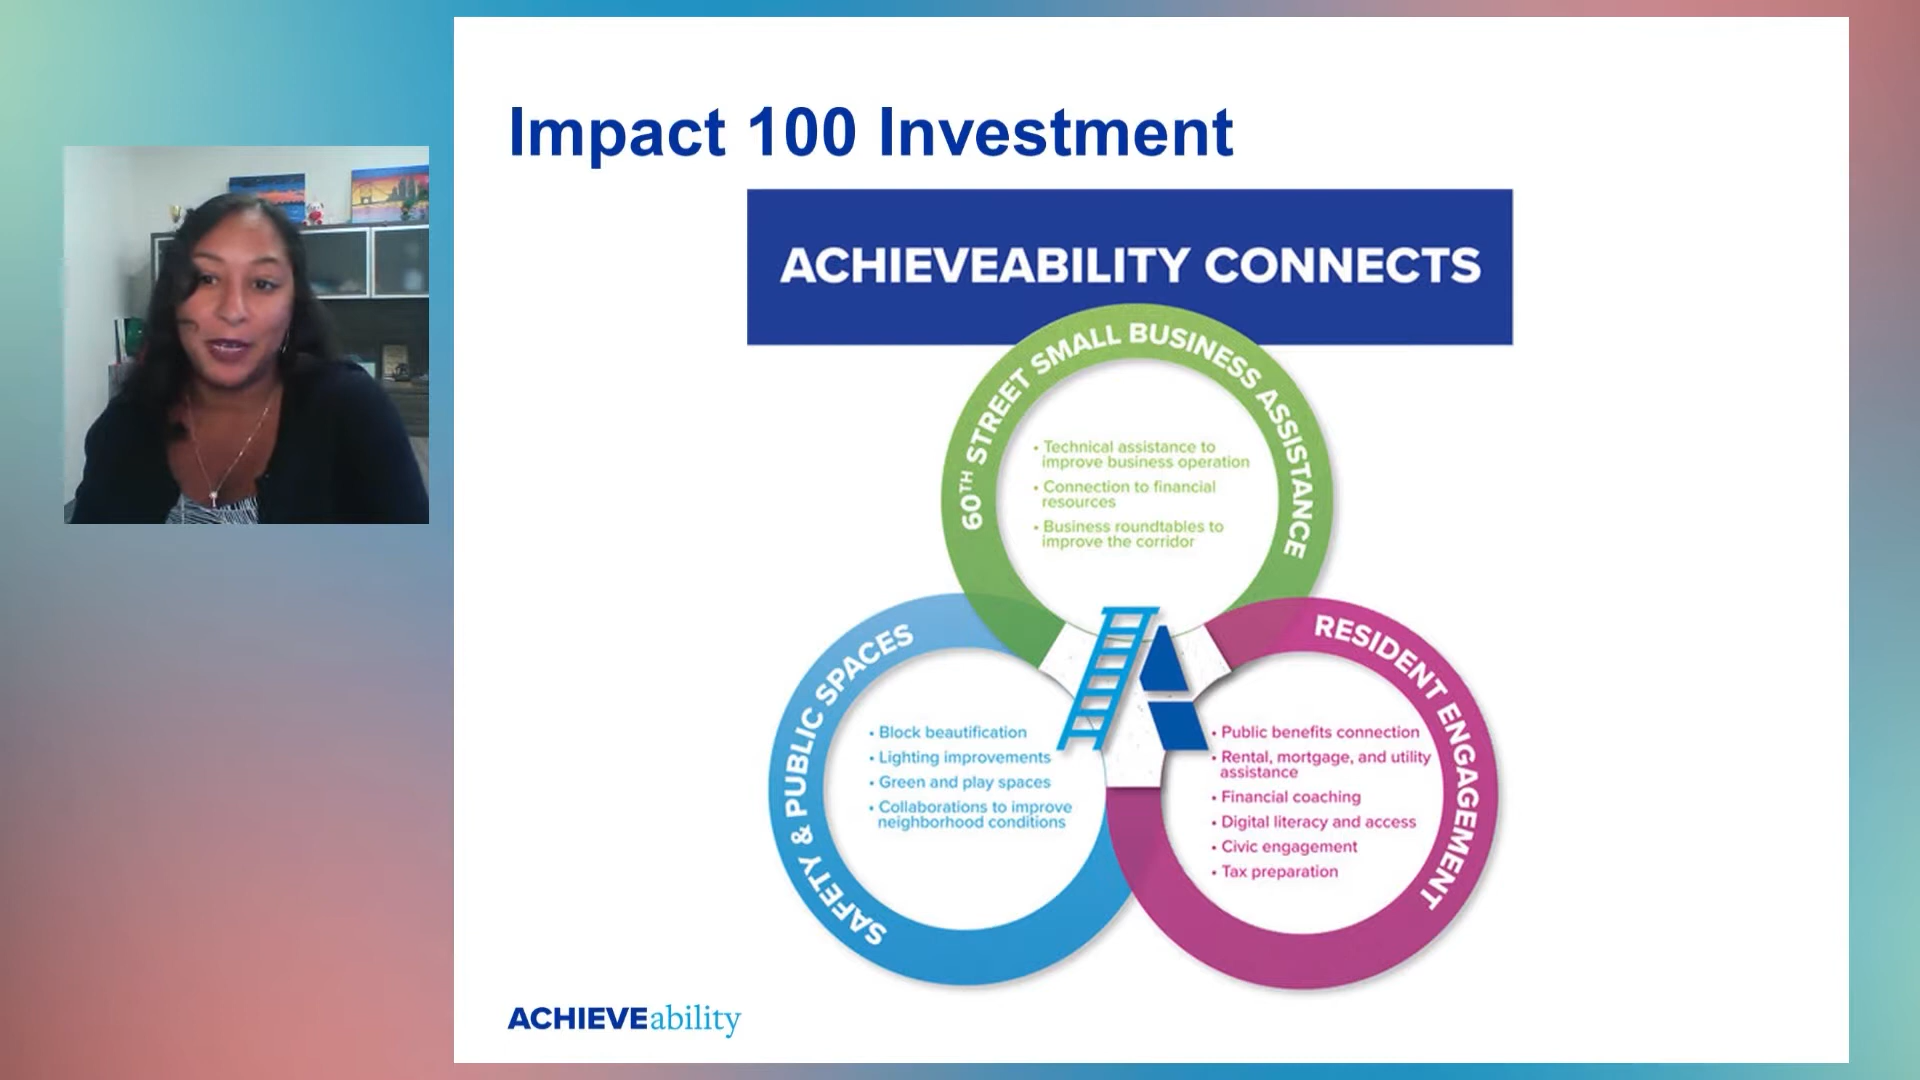 Impact 100 Investment
ACHIEVEABILITY CONNECTS
60TH STREET SMALL BUSINESS ASSISTANCE
• Technical assistance to
improve business operation
• Connection to financial
resources
• Business roundtables to
improve the corridor
SAFETY & PUBLIC SPACES
• Block beautification
• Lighting improvements
• Green and play spaces
• Collaborations to improve
neighborhood conditions
RESIDENT ENGAGEMENT
• Public benefits connection
• Rental, mortgage, and utility
assistance
• Financial coaching
• Digital literacy and access
• Civic engagement
• Tax preparation
ACHIEVEability